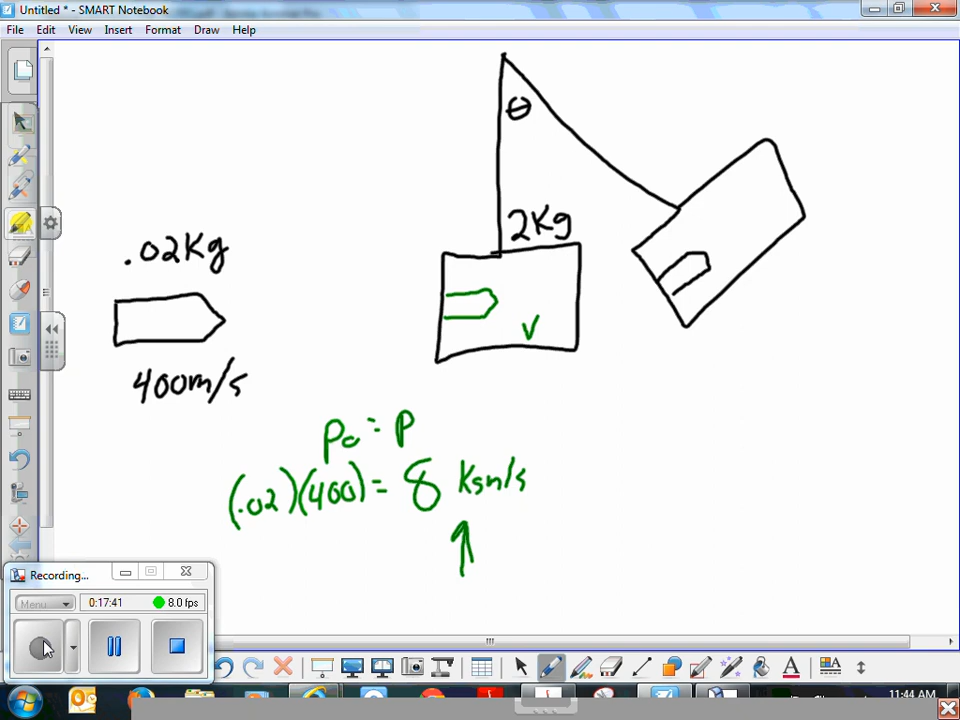 Untitled * - SMART Notebook
File Edit View Insert Format Draw Help
θ
2Kg
.02Kg
V
400m/s
Po = P
(.02)(400) = 8 Kgm/s
Recording...
Menu 0:17:41 8.0 fps
A
11:44 AM